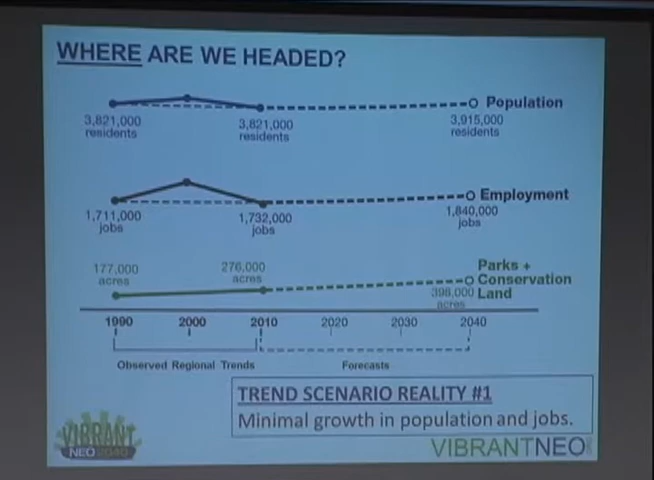 WHERE ARE WE HEADED?
Population
3,821,000
residents
3,821,000
residents
3,915,000
residents
Employment
1,711,000
jobs
1,732,000
jobs
1,840,000
jobs
177,000
acres
276,000
acres
Parks +
Conservation
Land
398,000
acres
1990 2000 2010 2020 2030 2040
Observed Regional Trends Forecasts
TREND SCENARIO REALITY #1
Minimal growth in population and jobs.
VIBRANT
NEO 2040
VIBRANTNEO